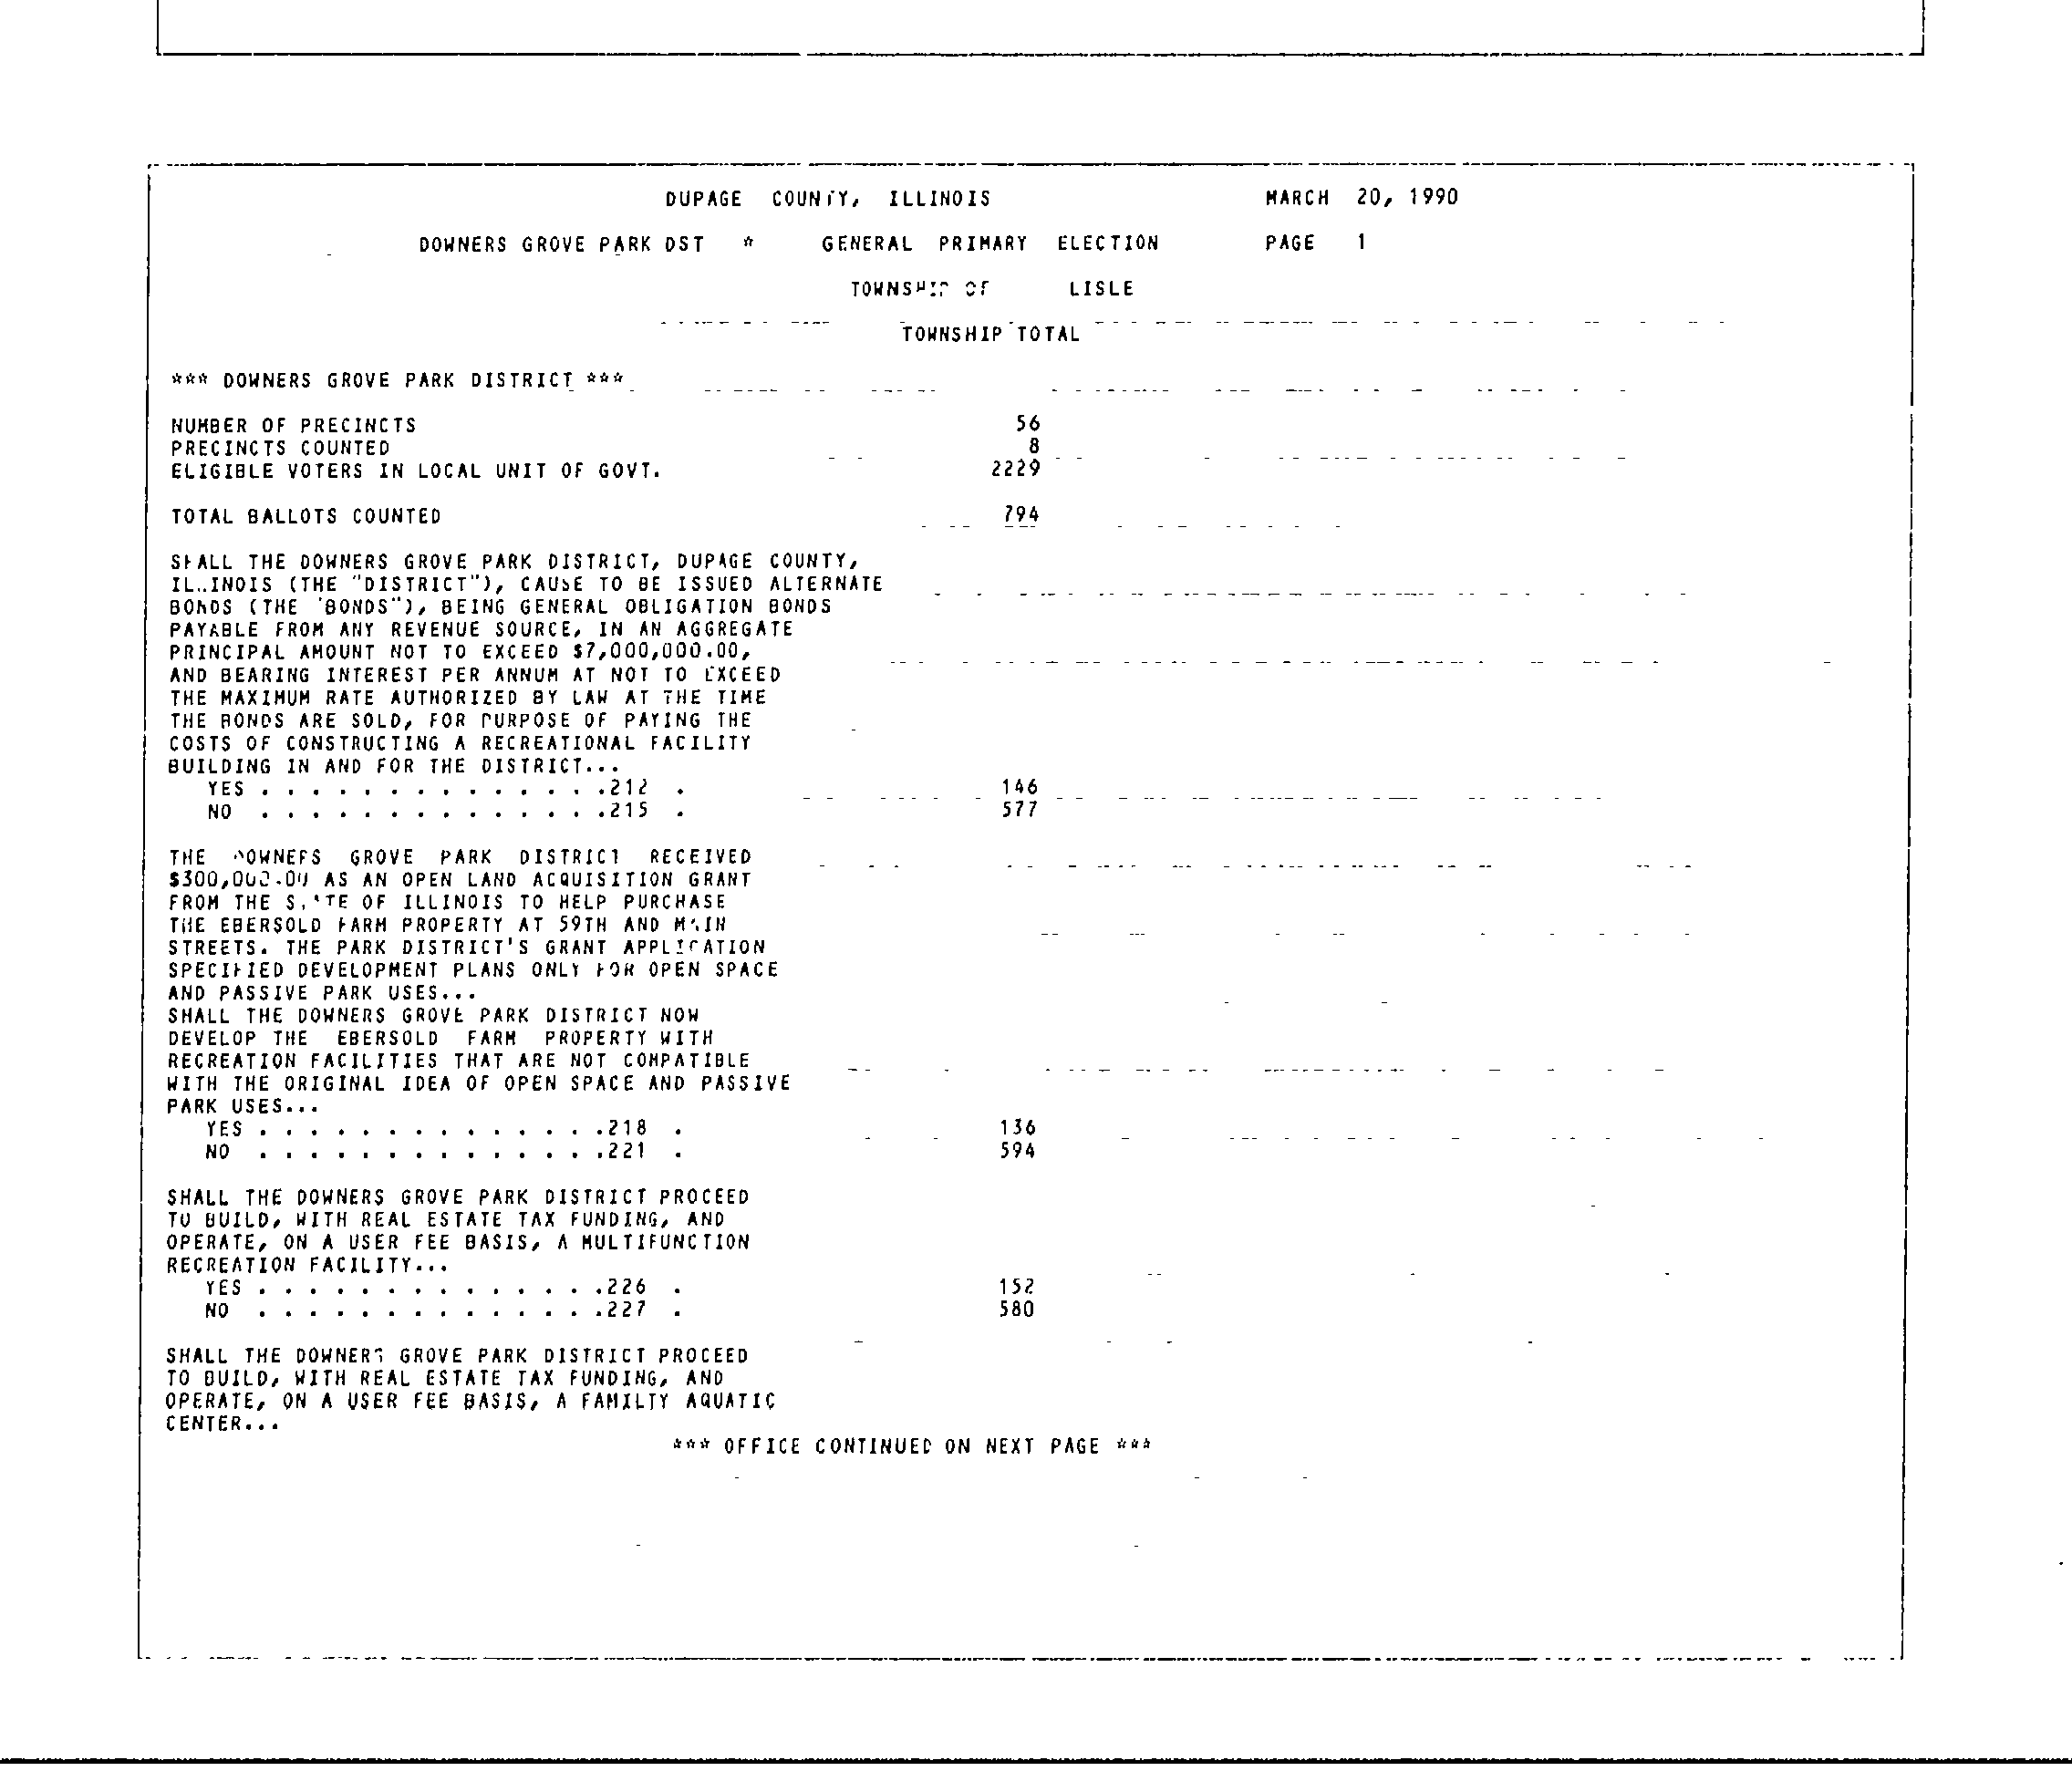 DUPAGE COUNTY, ILLINOIS MARCH 20, 1990
DOWNERS GROVE PARK DST * GENERAL PRIMARY ELECTION PAGE 1
TOWNSHIP OF LISLE
TOWNSHIP TOTAL
*** DOWNERS GROVE PARK DISTRICT ***
NUMBER OF PRECINCTS 56
PRECINCTS COUNTED 8
ELIGIBLE VOTERS IN LOCAL UNIT OF GOVT. 2229
TOTAL BALLOTS COUNTED 794
SHALL THE DOWNERS GROVE PARK DISTRICT, DUPAGE COUNTY,
ILLINOIS (THE "DISTRICT"), CAUSE TO BE ISSUED ALTERNATE
BONDS (THE "BONDS"), BEING GENERAL OBLIGATION BONDS
PAYABLE FROM ANY REVENUE SOURCE, IN AN AGGREGATE
PRINCIPAL AMOUNT NOT TO EXCEED $7,000,000.00,
AND BEARING INTEREST PER ANNUM AT NOT TO EXCEED
THE MAXIMUM RATE AUTHORIZED BY LAW AT THE TIME
THE BONDS ARE SOLD, FOR PURPOSE OF PAYING THE
COSTS OF CONSTRUCTING A RECREATIONAL FACILITY
BUILDING IN AND FOR THE DISTRICT...
YES . . . . . . . . . . . . . .212 . 146
NO . . . . . . . . . . . . . .215 . 577
THE DOWNERS GROVE PARK DISTRICT RECEIVED
$300,000.00 AS AN OPEN LAND ACQUISITION GRANT
FROM THE STATE OF ILLINOIS TO HELP PURCHASE
THE EBERSOLD FARM PROPERTY AT 59TH AND MAIN
STREETS. THE PARK DISTRICT'S GRANT APPLICATION
SPECIFIED DEVELOPMENT PLANS ONLY FOR OPEN SPACE
AND PASSIVE PARK USES...
SHALL THE DOWNERS GROVE PARK DISTRICT NOW
DEVELOP THE EBERSOLD FARM PROPERTY WITH
RECREATION FACILITIES THAT ARE NOT COMPATIBLE
WITH THE ORIGINAL IDEA OF OPEN SPACE AND PASSIVE
PARK USES...
YES . . . . . . . . . . . . . .218 . 136
NO . . . . . . . . . . . . . .221 . 594
SHALL THE DOWNERS GROVE PARK DISTRICT PROCEED
TO BUILD, WITH REAL ESTATE TAX FUNDING, AND
OPERATE, ON A USER FEE BASIS, A MULTIFUNCTION
RECREATION FACILITY...
YES . . . . . . . . . . . . . .226 . 152
NO . . . . . . . . . . . . . .227 . 580
SHALL THE DOWNERS GROVE PARK DISTRICT PROCEED
TO BUILD, WITH REAL ESTATE TAX FUNDING, AND
OPERATE, ON A USER FEE BASIS, A FAMILTY AQUATIC
CENTER...
*** OFFICE CONTINUED ON NEXT PAGE ***